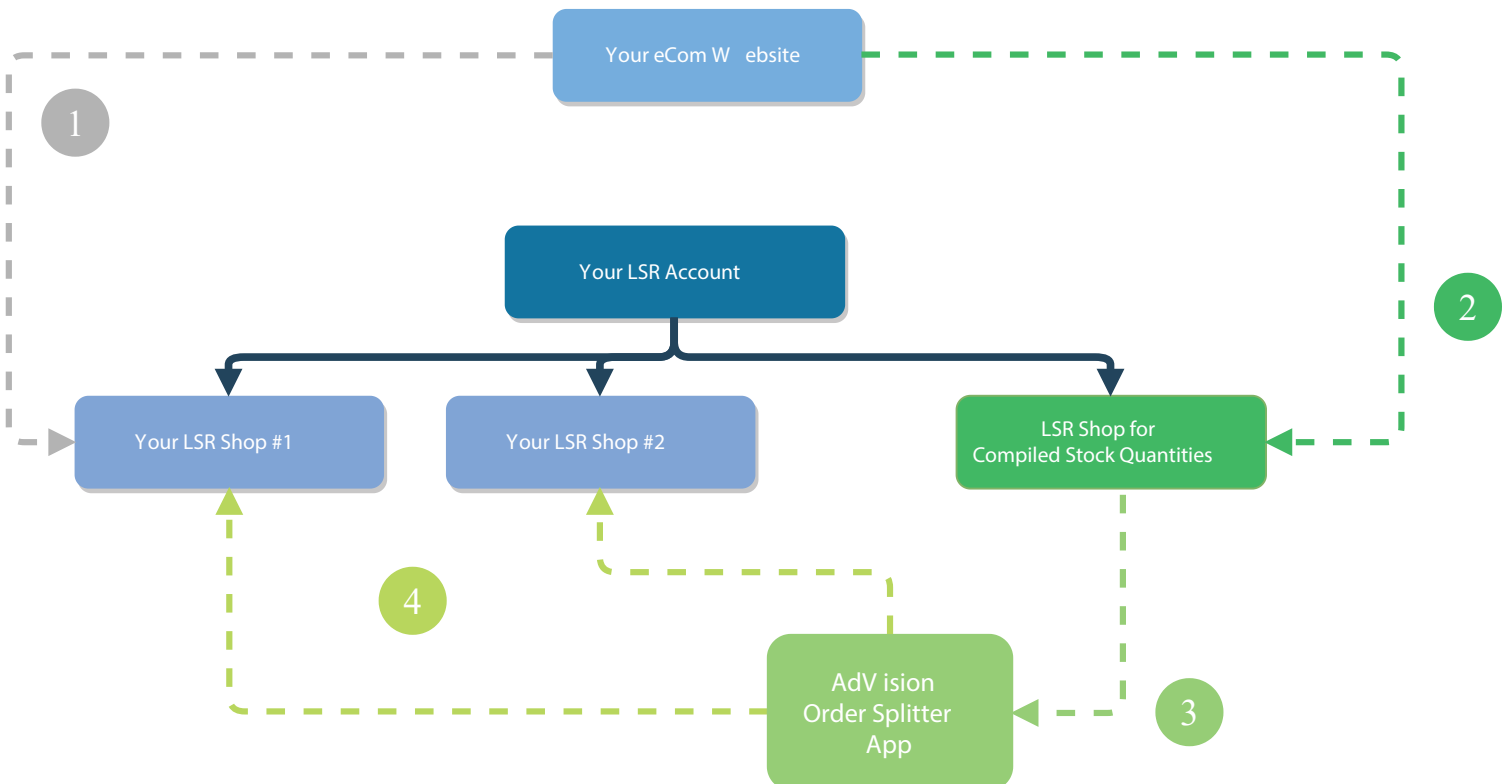 Your eCom W ebsite
1
Your LSR Account
2
Your LSR Shop #1
Your LSR Shop #2
LSR Shop for
Compiled Stock Quantities
4
AdV ision
Order Splitter
App
3